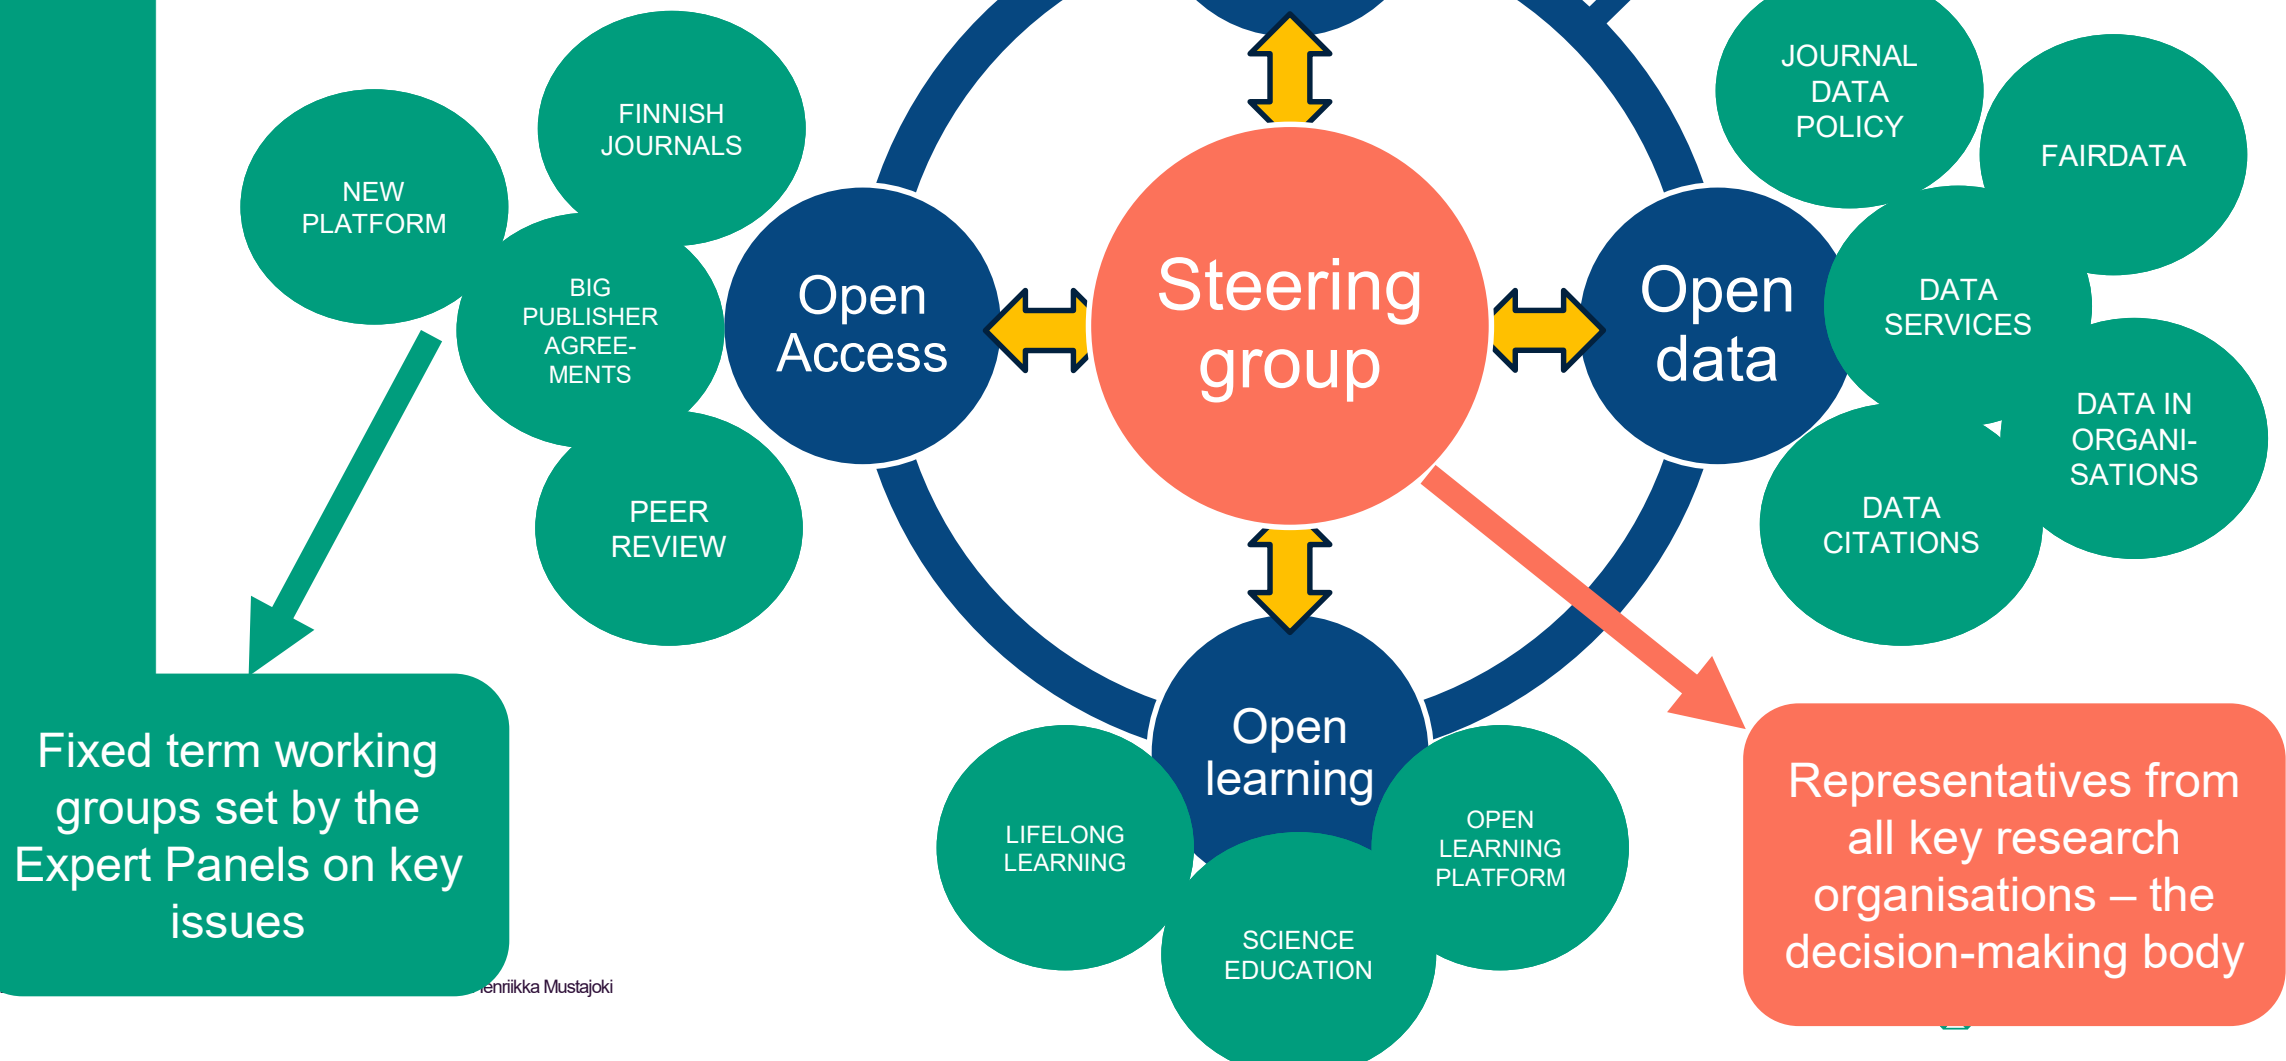 JOURNAL
DATA
POLICY
FINNISH
JOURNALS
FAIRDATA
NEW
PLATFORM
BIG
PUBLISHER
AGREE-
MENTS
Open
Access
Steering
group
Open
data
DATA
SERVICES
DATA IN
ORGANI-
SATIONS
PEER
REVIEW
DATA
CITATIONS
Open
learning
LIFELONG
LEARNING
OPEN
LEARNING
PLATFORM
SCIENCE
EDUCATION
Fixed term working
groups set by the
Expert Panels on key
issues
Representatives from
all key research
organisations – the
decision-making body
Mustajoki